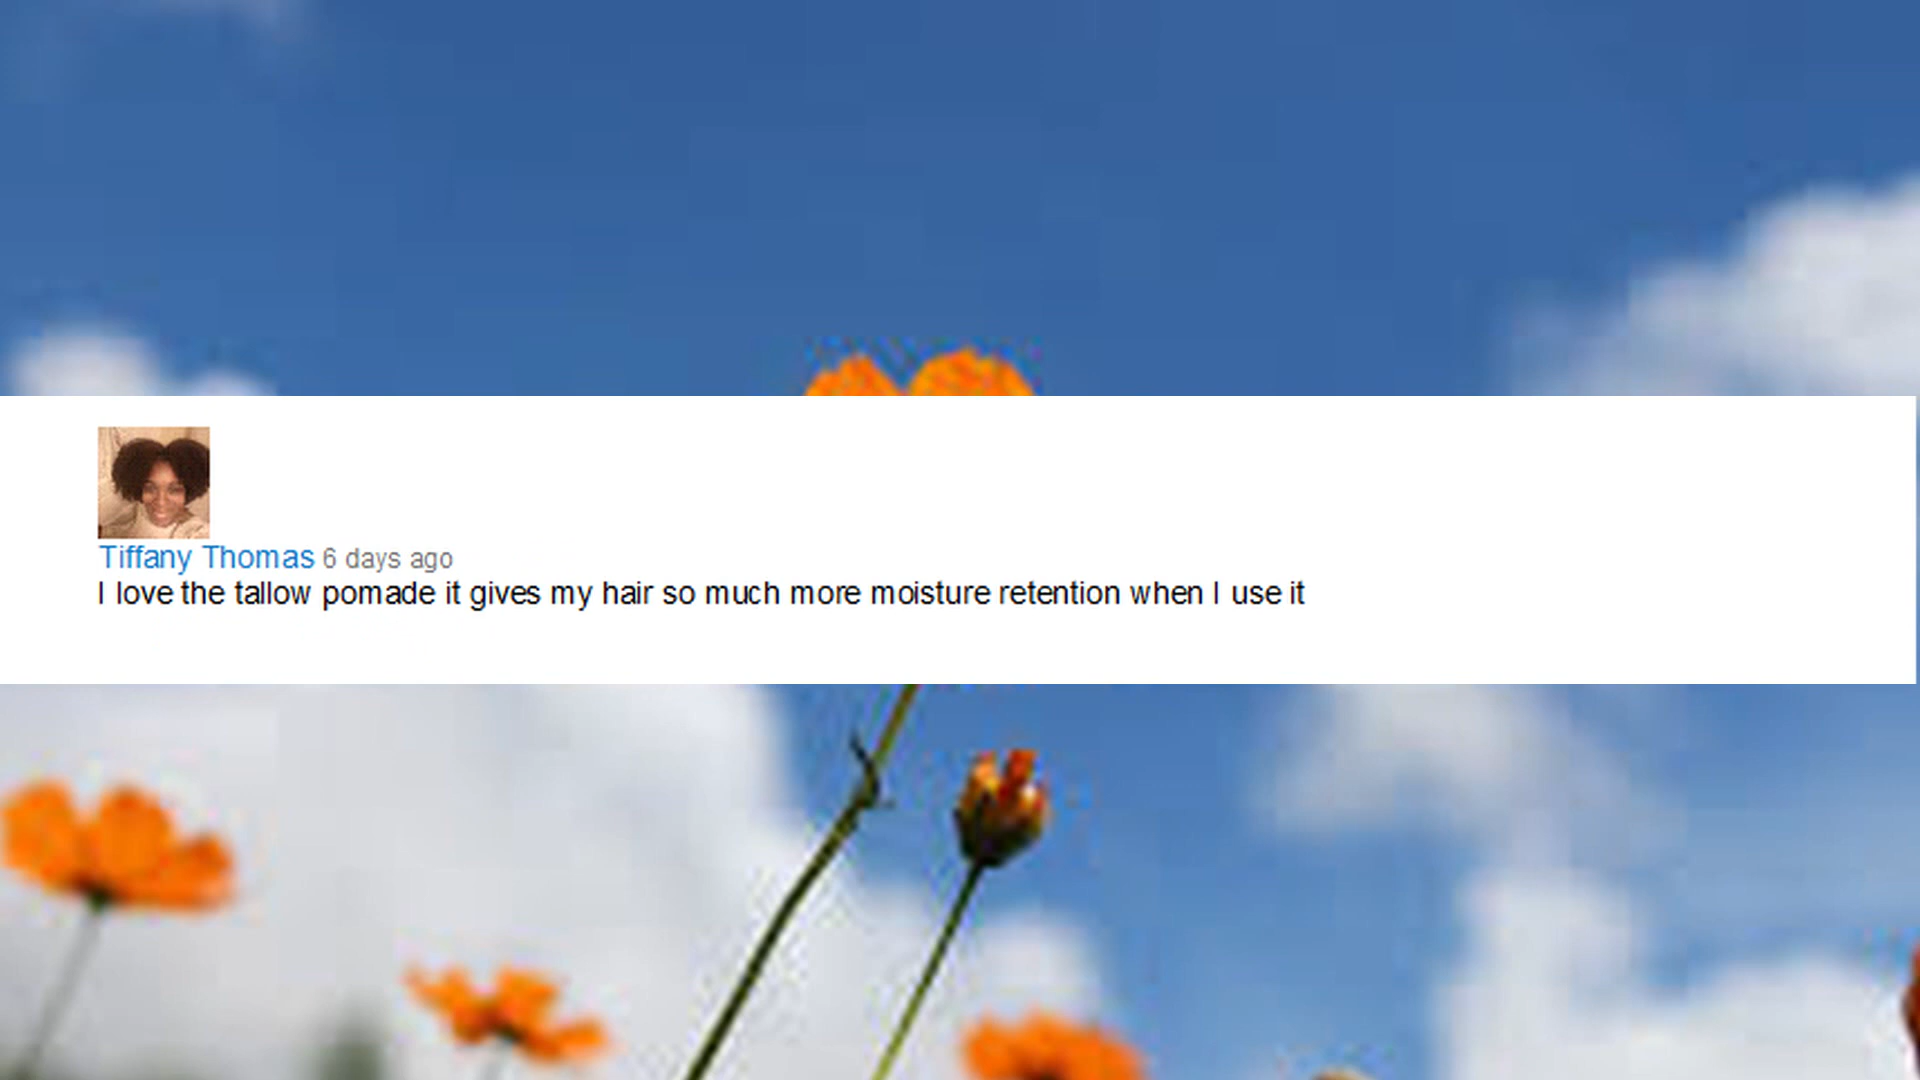 Tiffany Thomas 6 days ago
I love the tallow pomade it gives my hair so much more moisture retention when I use it